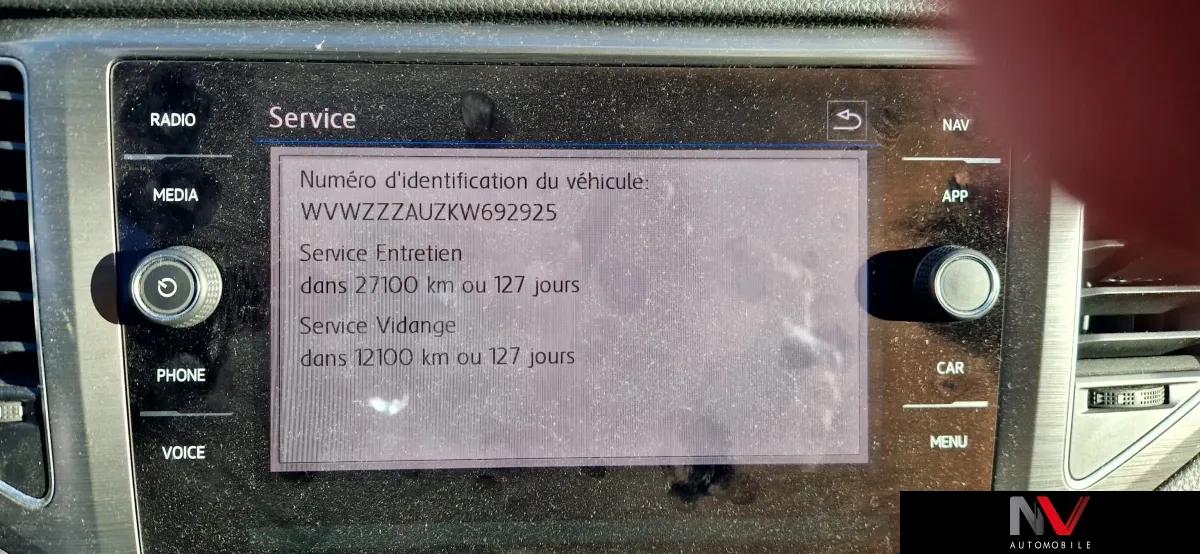 RADIO
Service
NAV
MEDIA
APP
Numéro d'identification du véhicule:
WVWZZZAUZKW692925
Service Entretien
dans 27100 km ou 127 jours
Service Vidange
dans 12100 km ou 127 jours
PHONE
CAR
VOICE
MENU
NV
AUTOMOBILE